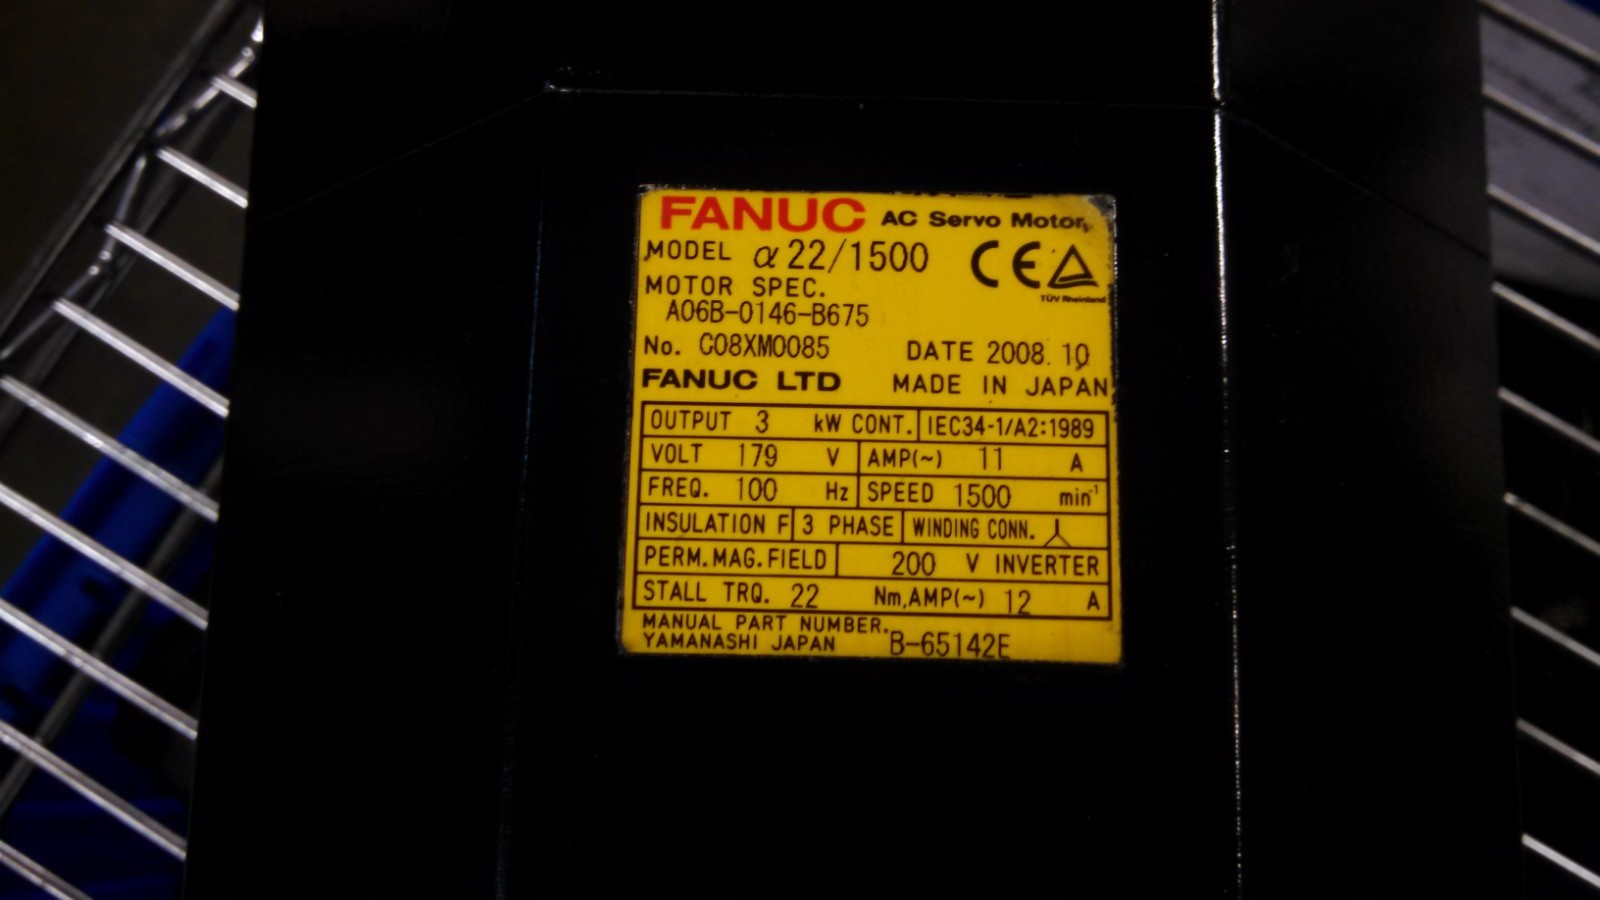 FANUC AC Servo Motor
MODEL α22/1500 CE
TÜV Rheinland
MOTOR SPEC.
A06B-0146-B675
No. C08XM0085 DATE 2008.10
FANUC LTD MADE IN JAPAN
OUTPUT 3 kW CONT. IEC34-1/A2:1989
VOLT 179 V AMP(~) 11 A
FREQ. 100 Hz SPEED 1500 min⁻¹
INSULATION F 3 PHASE WINDING CONN.
PERM.MAG.FIELD 200 V INVERTER
STALL TRQ. 22 Nm,AMP(~) 12 A
MANUAL PART NUMBER.
YAMANASHI JAPAN B-65142E